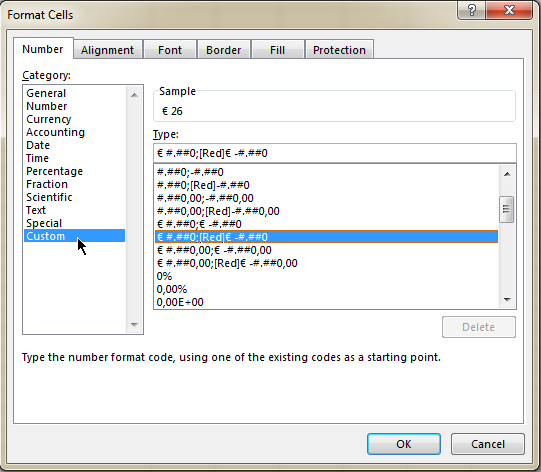 Format Cells
?
Number Alignment Font Border Fill Protection
Category:
General
Number
Currency
Accounting
Date
Time
Percentage
Fraction
Scientific
Text
Special
Custom
Sample
€ 26
Type:
€ #.##0;[Red]€ -#.##0
#.##0;-#.##0
#.##0;[Red]-#.##0
#.##0,00;-#.##0,00
#.##0,00;[Red]-#.##0,00
€ #.##0;€ -#.##0
€ #.##0;[Red]€ -#.##0
€ #.##0,00;€ -#.##0,00
€ #.##0,00;[Red]€ -#.##0,00
0%
0,00%
0,00E+00
Delete
Type the number format code, using one of the existing codes as a starting point.
OK Cancel